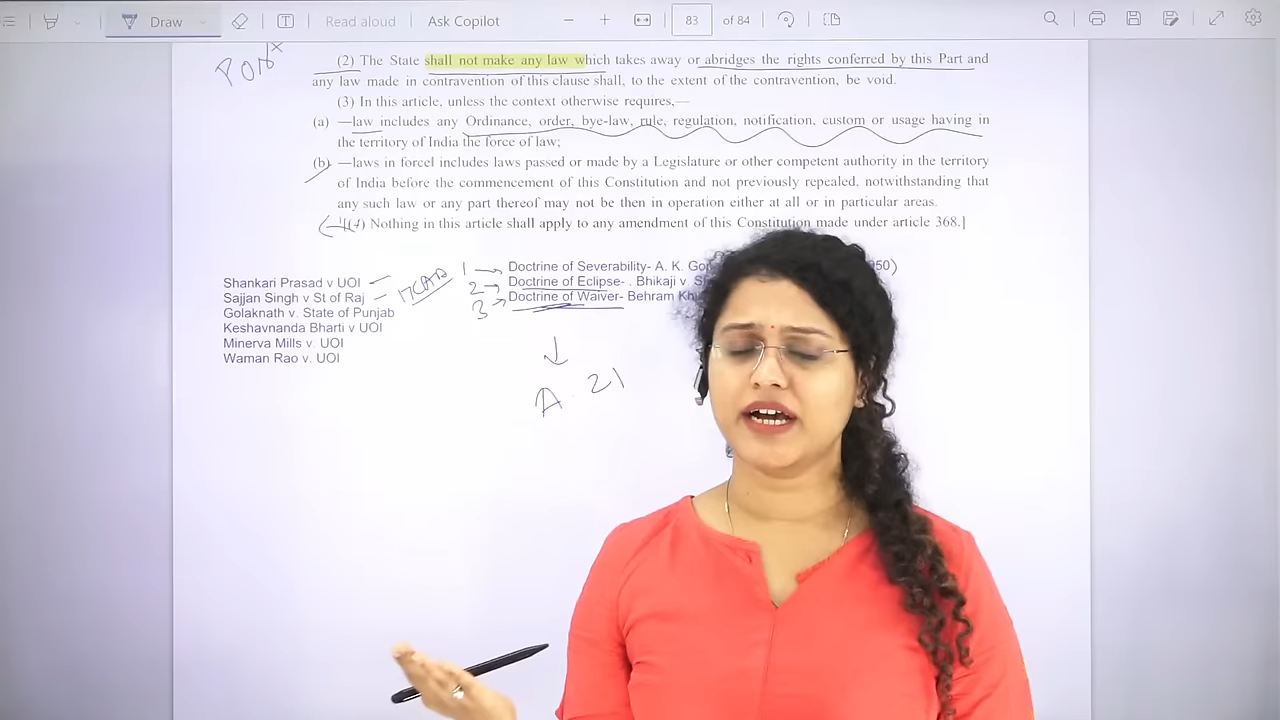 Draw
Read aloud
Ask Copilot
83 of 84
(2) The State shall not make any law which takes away or abridges the rights conferred by this Part and
any law made in contravention of this clause shall, to the extent of the contravention, be void.
(3) In this article, unless the context otherwise requires,—
(a) ―law includes any Ordinance, order, bye-law, rule, regulation, notification, custom or usage having in
the territory of India the force of law;
(b) ―laws in forcel includes laws passed or made by a Legislature or other competent authority in the territory
of India before the commencement of this Constitution and not previously repealed, notwithstanding that
any such law or any part thereof may not be then in operation either at all or in particular areas.
(4) Nothing in this article shall apply to any amendment of this Constitution made under article 368.]
Shankari Prasad v UOI
Sajjan Singh v St of Raj
Golaknath v. State of Punjab
Keshavnanda Bharti v UOI
Minerva Mills v. UOI
Waman Rao v. UOI
17 CAA
1 Doctrine of Severability- A. K. 950)
2 Doctrine of Eclipse- . Bhikaji v.
3 Doctrine of Waiver- Behram
A. 21